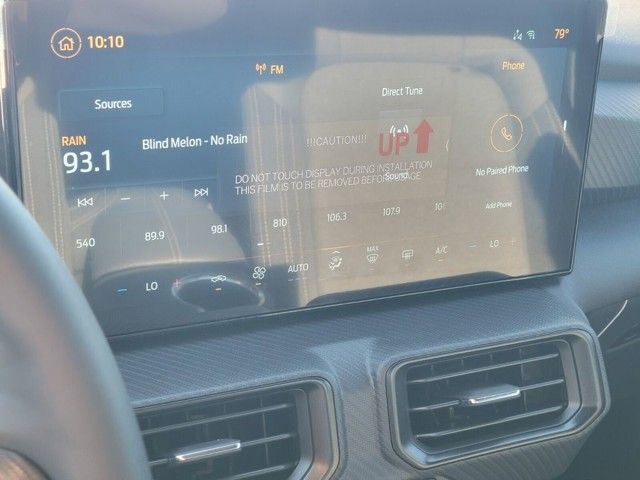 10:10
79°
FM
Phone
Sources
Direct Tune
RAIN
93.1
Blind Melon - No Rain
!!!CAUTION!!!
UP
DO NOT TOUCH DISPLAY DURING INSTALLATION
THIS FILM IS TO BE REMOVED BEFORE USAGE
Sound
No Paired Phone
Add Phone
540
89.9
98.1
810
106.3
107.9
LO
AUTO
MAX
A/C
LO